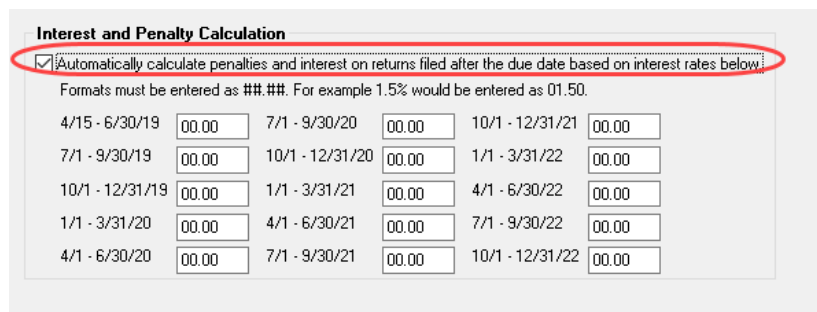 Interest and Penalty Calculation
Automatically calculate penalties and interest on returns filed after the due date based on interest rates below.
Formats must be entered as ##.##. For example 1.5% would be entered as 01.50.
4/15 - 6/30/19 00.00 7/1 - 9/30/20 00.00 10/1 - 12/31/21 00.00
7/1 - 9/30/19 00.00 10/1 - 12/31/20 00.00 1/1 - 3/31/22 00.00
10/1 - 12/31/19 00.00 1/1 - 3/31/21 00.00 4/1 - 6/30/22 00.00
1/1 - 3/31/20 00.00 4/1 - 6/30/21 00.00 7/1 - 9/30/22 00.00
4/1 - 6/30/20 00.00 7/1 - 9/30/21 00.00 10/1 - 12/31/22 00.00